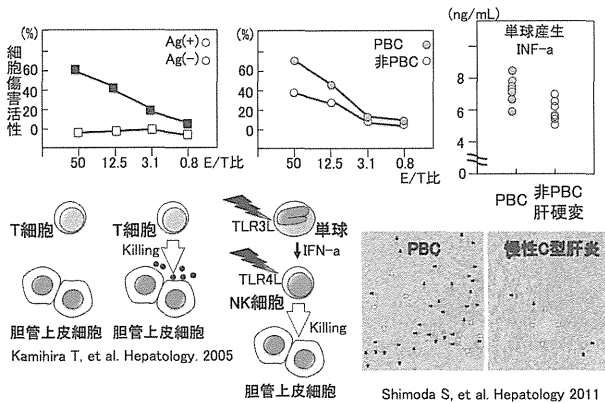 (%)
Ag(+)
Ag(-)
細胞傷害活性
60
40
20
0
50
12.5
3.1
0.8
E/T比
(%)
PBC
非PBC
60
40
20
0
50
12.5
3.1
0.8
E/T比
(ng/mL)
単球産生
INF-a
8
6
4
0
PBC
非PBC
肝硬変
T細胞
胆管上皮細胞
T細胞
Killing
胆管上皮細胞
TLR3L
単球
IFN-a
TLR4L
NK細胞
Killing
胆管上皮細胞
PBC
慢性C型肝炎
Kamihira T, et al. Hepatology. 2005
Shimoda S, et al. Hepatology 2011